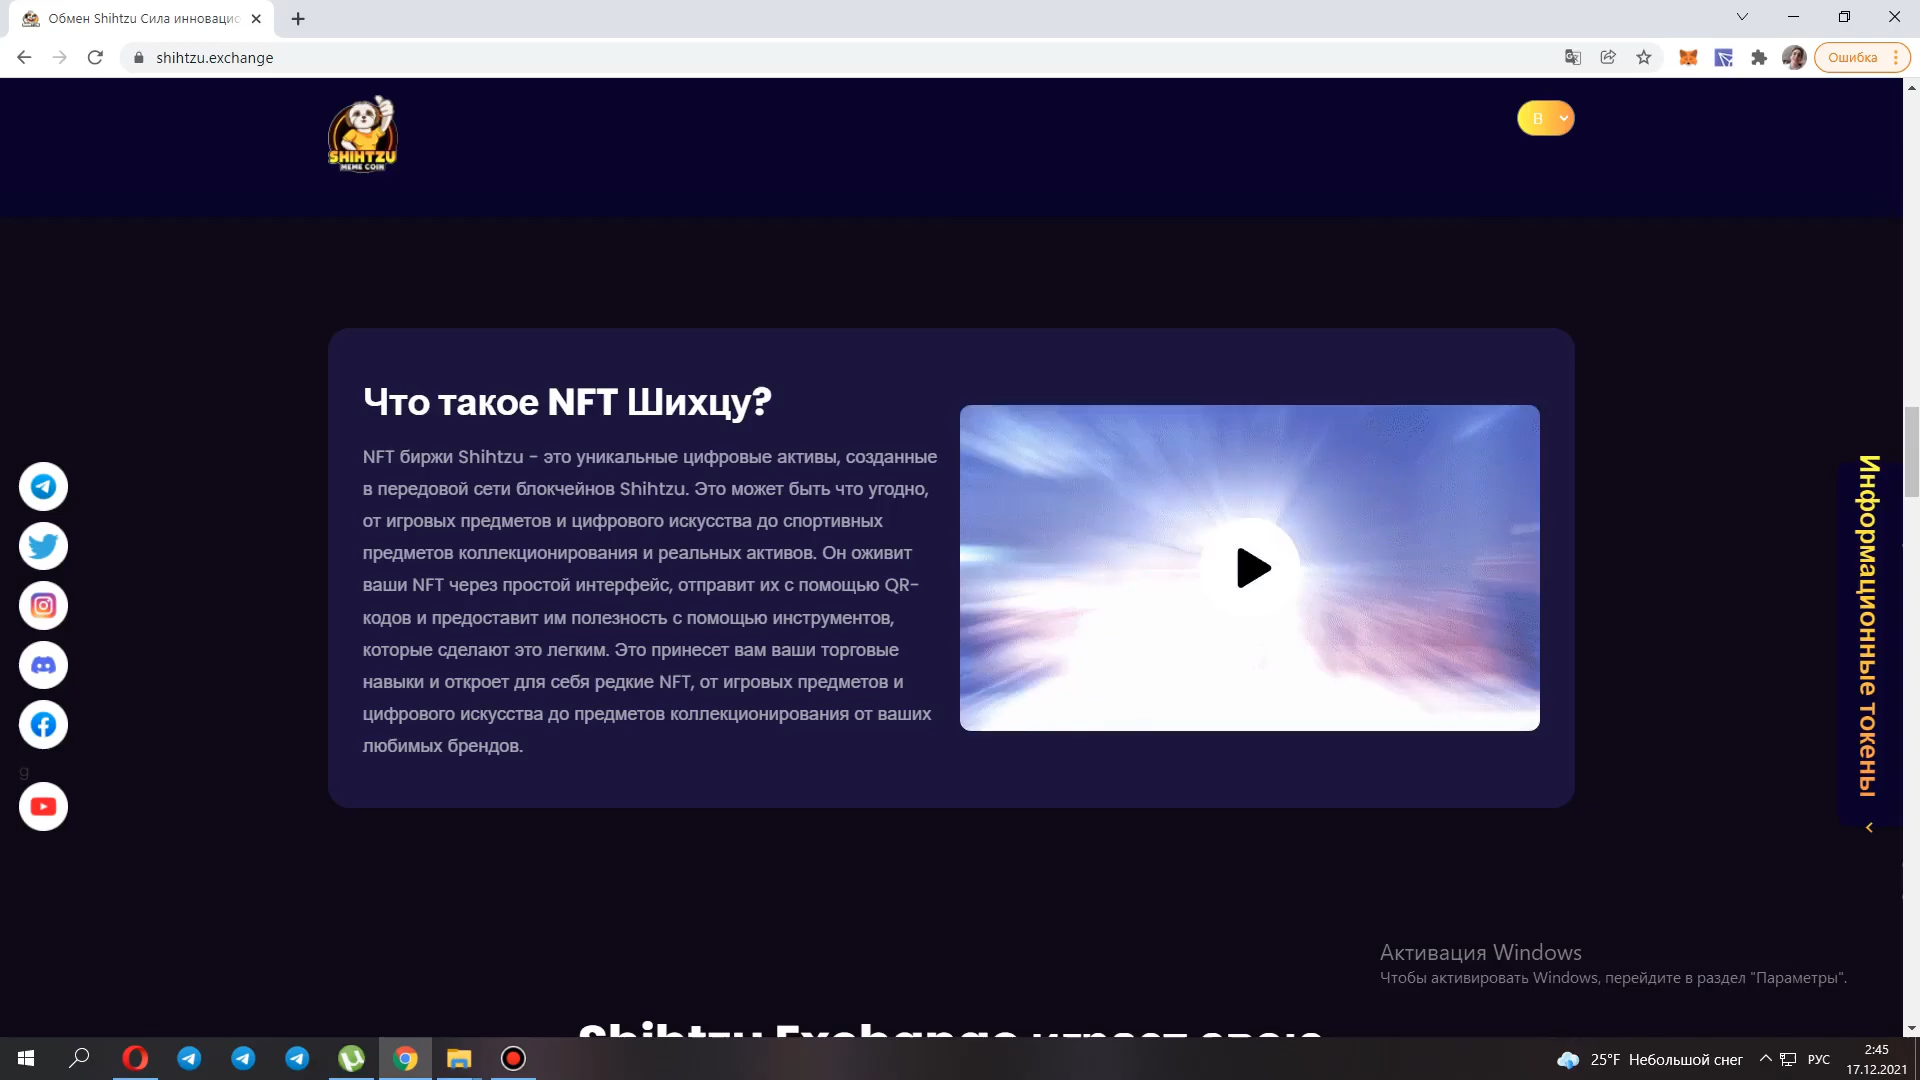 Обмен Shihtzu Сила инновацио
shihtzu.exchange
Ошибка
SHIHTZU
MEME COIN
В
Что такое NFT Шихцу?
NFT биржи Shihtzu - это уникальные цифровые активы, созданные
в передовой сети блокчейнов Shihtzu. Это может быть что угодно,
от игровых предметов и цифрового искусства до спортивных
предметов коллекционирования и реальных активов. Он оживит
ваши NFT через простой интерфейс, отправит их с помощью QR-
кодов и предоставит им полезность с помощью инструментов,
которые сделают это легким. Это принесет вам ваши торговые
навыки и откроет для себя редкие NFT, от игровых предметов и
цифрового искусства до предметов коллекционирования от ваших
любимых брендов.
g
Информационные токены
Активация Windows
Чтобы активировать Windows, перейдите в раздел "Параметры".
Shihtzu Exchange играет свою
25°F Небольшой снег
РУС
2:45
17.12.2021